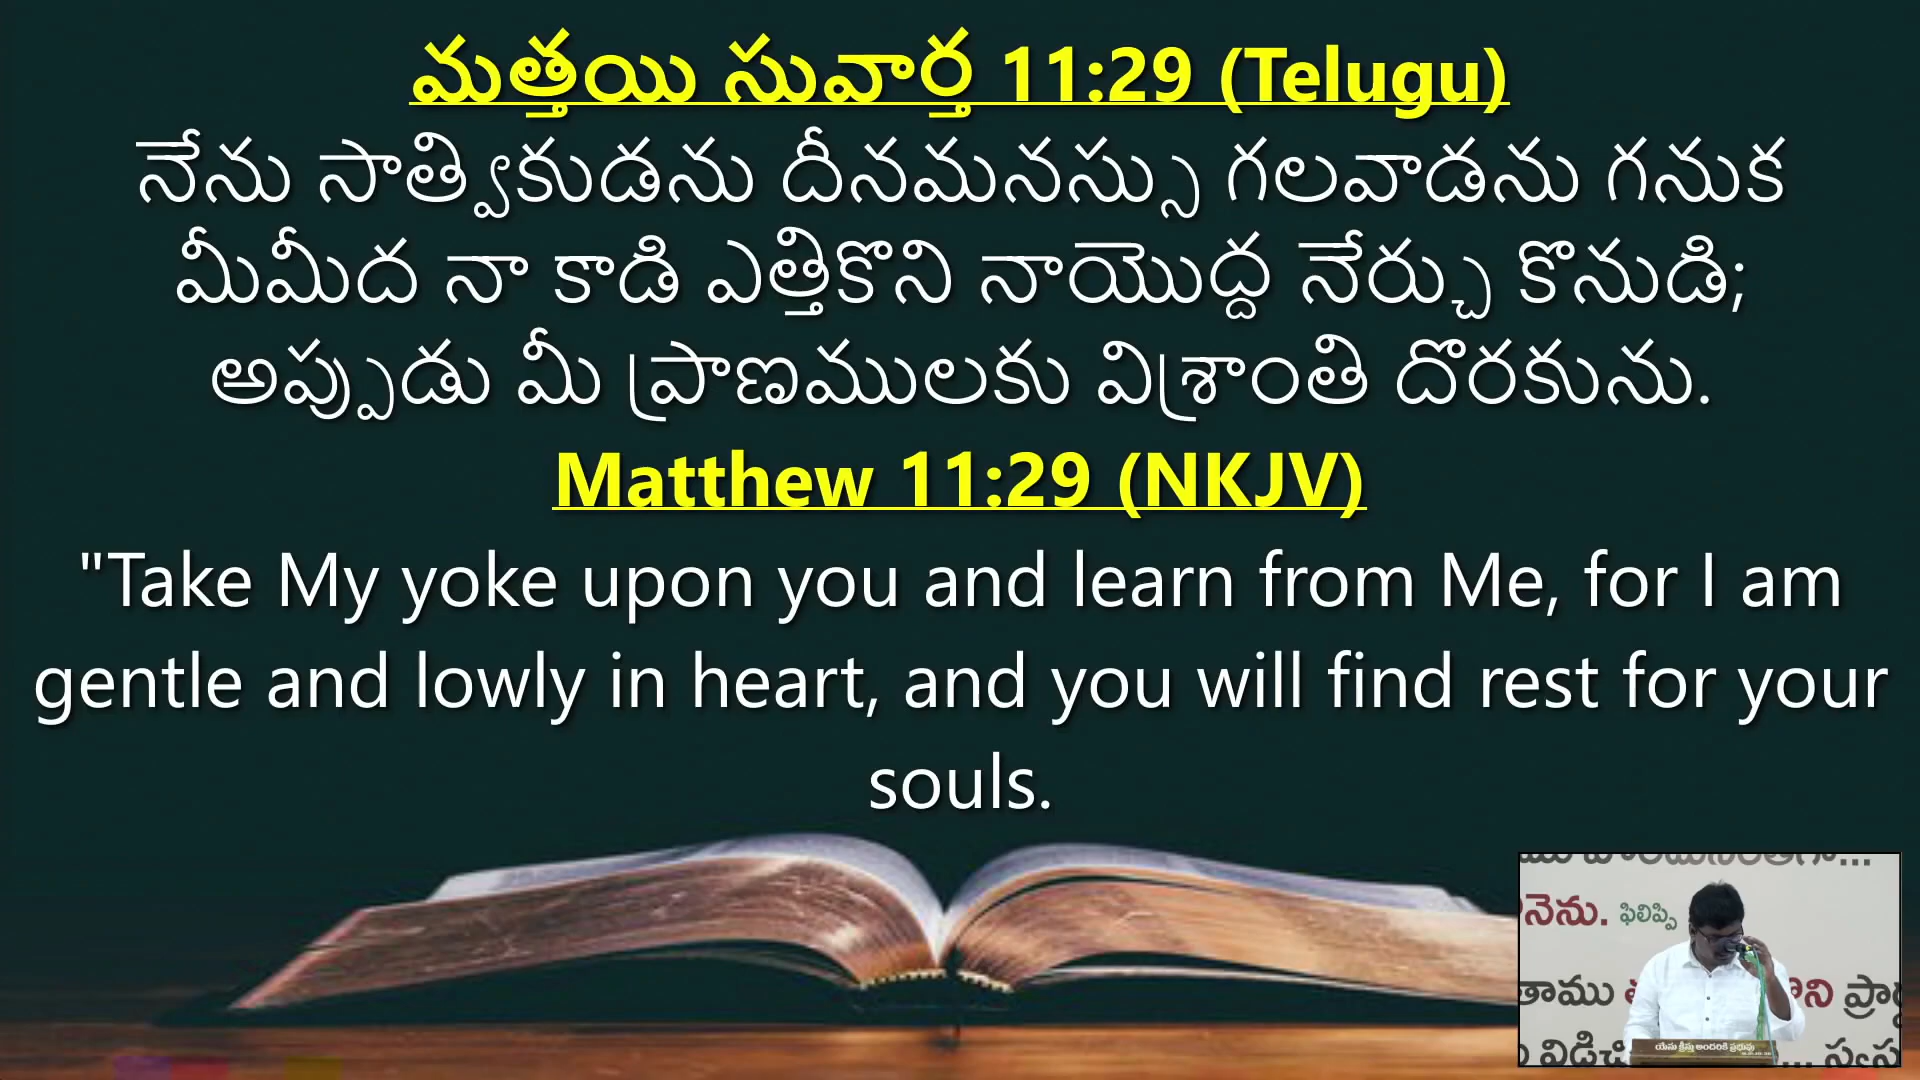 మత్తయి సువార్త 11:29 (Telugu)
నేను సాత్వికుడను దీనమనస్సు గలవాడను గనుక
మీమీద నా కాడి ఎత్తికొని నాయొద్ద నేర్చు కొనుడి;
అప్పుడు మీ ప్రాణములకు విశ్రాంతి దొరకును.
Matthew 11:29 (NKJV)
"Take My yoke upon you and learn from Me, for I am
gentle and lowly in heart, and you will find rest for your
souls.
నెను. ఫిలిప్పి
తాము
యేసు క్రీస్తు అందరికి ప్రభువు